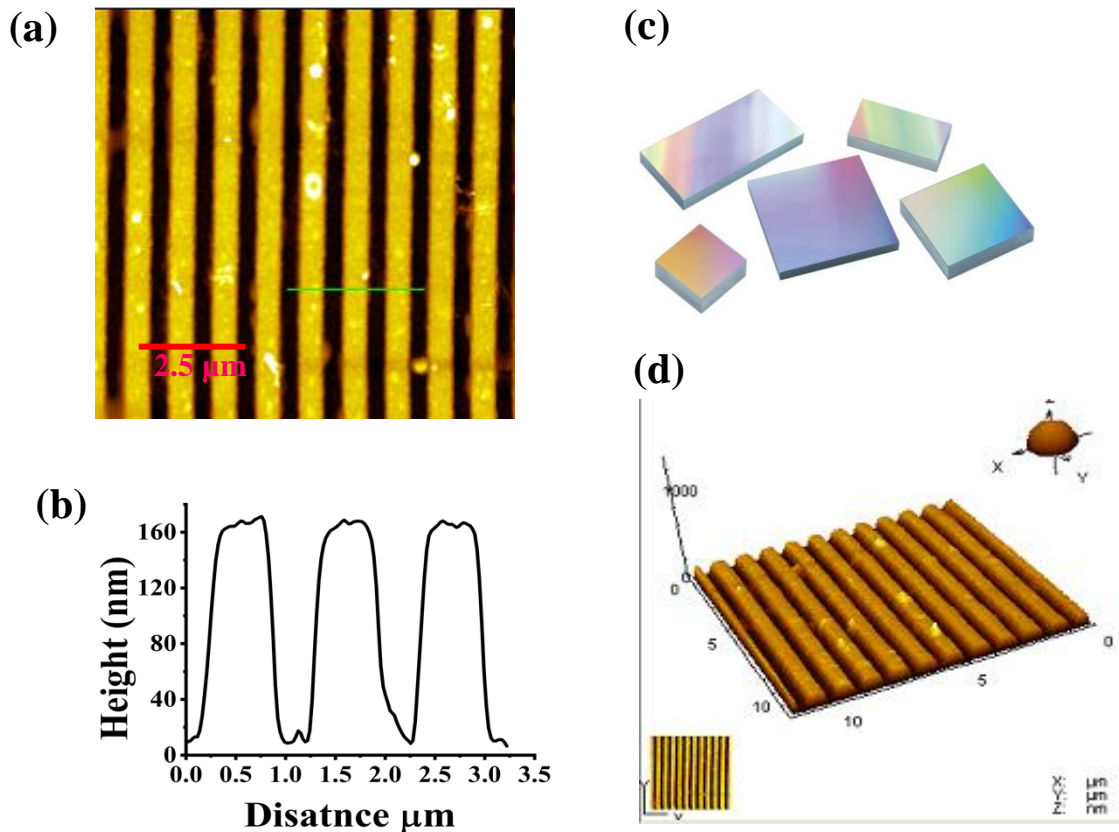 (a)
2.5 μm
(b)
Height (nm)
160
120
80
40
0
0.0 0.5 1.0 1.5 2.0 2.5 3.0 3.5
Disatnce μm
(c)
(d)
Z
X
Y
1000
0
0
5
10
10
5
0
Y
X: μm
Y: μm
Z: nm